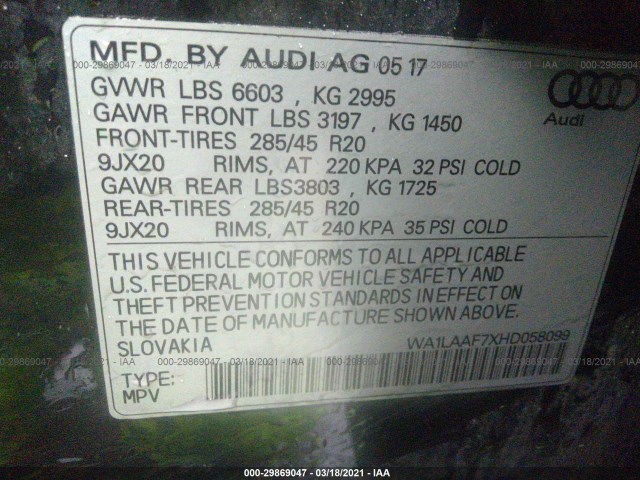 MFD. BY AUDI AG 05 17
GVWR LBS 6603 , KG 2995
GAWR FRONT LBS 3197 , KG 1450
FRONT-TIRES 285/45 R20
9JX20 RIMS, AT 220 KPA 32 PSI COLD
GAWR REAR LBS3803 , KG 1725
REAR-TIRES 285/45 R20
9JX20 RIMS, AT 240 KPA 35 PSI COLD
Audi
THIS VEHICLE CONFORMS TO ALL APPLICABLE
U.S. FEDERAL MOTOR VEHICLE SAFETY AND
THEFT PREVENTION STANDARDS IN EFFECT ON
THE DATE OF MANUFACTURE SHOWN ABOVE.
SLOVAKIA
WA1LAAF7XHD058099
TYPE:
MPV
000-29869047 - 03/18/2021 - IAA